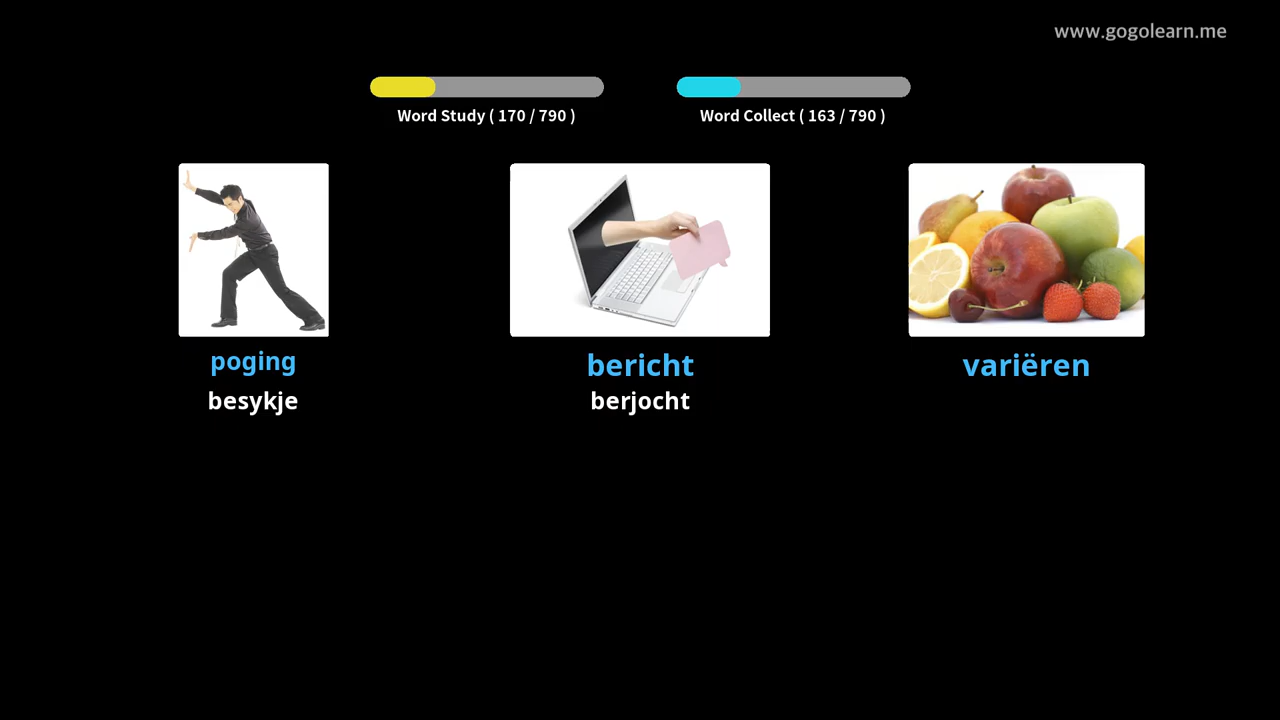 www.gogolearn.me
Word Study ( 170 / 790 )
Word Collect ( 163 / 790 )
poging
bericht
variëren
besykje
berjocht